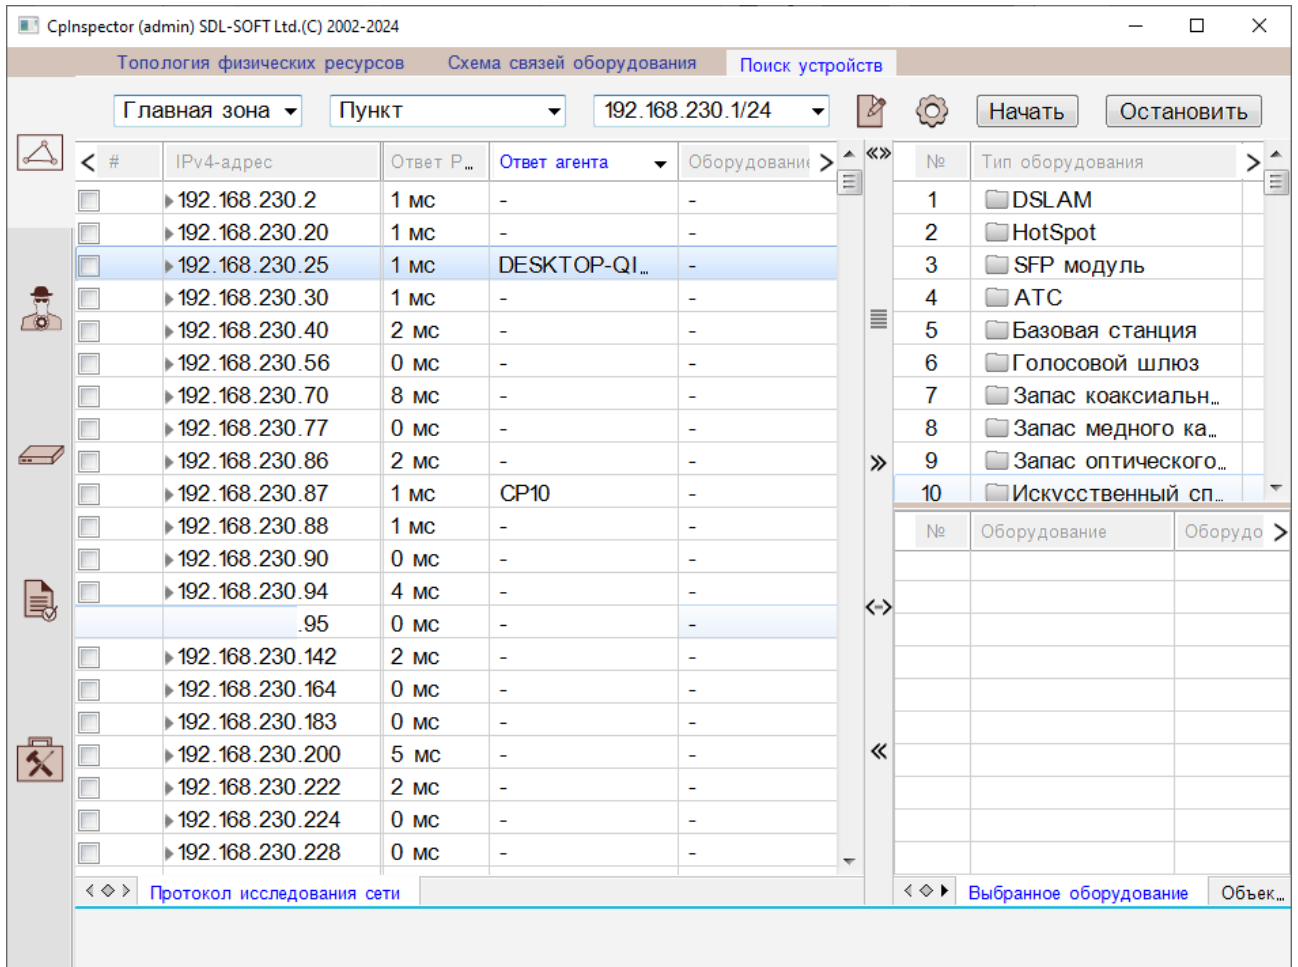 CpInspector (admin) SDL-SOFT Ltd.(C) 2002-2024
Топология физических ресурсов Схема связей оборудования Поиск устройств
Главная зона Пункт 192.168.230.1/24 Начать Остановить
# IPv4-адрес Ответ P... Ответ агента Оборудование
192.168.230.2 1 мс - -
192.168.230.20 1 мс - -
192.168.230.25 1 мс DESKTOP-QI... -
192.168.230.30 1 мс - -
192.168.230.40 2 мс - -
192.168.230.56 0 мс - -
192.168.230.70 8 мс - -
192.168.230.77 0 мс - -
192.168.230.86 2 мс - -
192.168.230.87 1 мс CP10 -
192.168.230.88 1 мс - -
192.168.230.90 0 мс - -
192.168.230.94 4 мс - -
.95 0 мс - -
192.168.230.142 2 мс - -
192.168.230.164 0 мс - -
192.168.230.183 0 мс - -
192.168.230.200 5 мс - -
192.168.230.222 2 мс - -
192.168.230.224 0 мс - -
192.168.230.228 0 мс - -
Протокол исследования сети
№ Тип оборудования
1 DSLAM
2 HotSpot
3 SFP модуль
4 АТС
5 Базовая станция
6 Голосовой шлюз
7 Запас коаксиальн...
8 Запас медного ка...
9 Запас оптического...
10 Искусственный сп...
№ Оборудование Оборудо
Выбранное оборудование Объек...